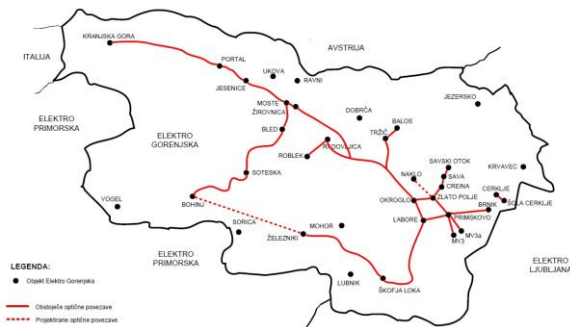 KRANJSKA GORA
ITALIJA
PORTAL
AVSTRIJA
UKOVA
RAVNI
JESENICE
MOSTE
ŽIROVNICA
DOBRČA
JEZERSKO
ELEKTRO
PRIMORSKA
ELEKTRO
GORENJSKA
BLED
RADOVLJICA
TRŽIČ
BALOS
ROBLEK
SAVSKI OTOK
SAVA
KRVAVEC
SOTESKA
NAKLO
CREINA
ZLATO POLJE
CERKLJE
ŠOLA CERKLJE
BOHINJ
OKROGLO
BRNIK
VOGEL
LABORE
PRIMSKOVO
SORICA
MOHOR
ŽELEZNIKI
MV3
MV3a
ELEKTRO
PRIMORSKA
ELEKTRO
LJUBLJANA
LUBNIK
ŠKOFJA LOKA
LEGENDA:
Objekt Elektro Gorenjska
Obstoječe optične povezave
Projektirane optične povezave